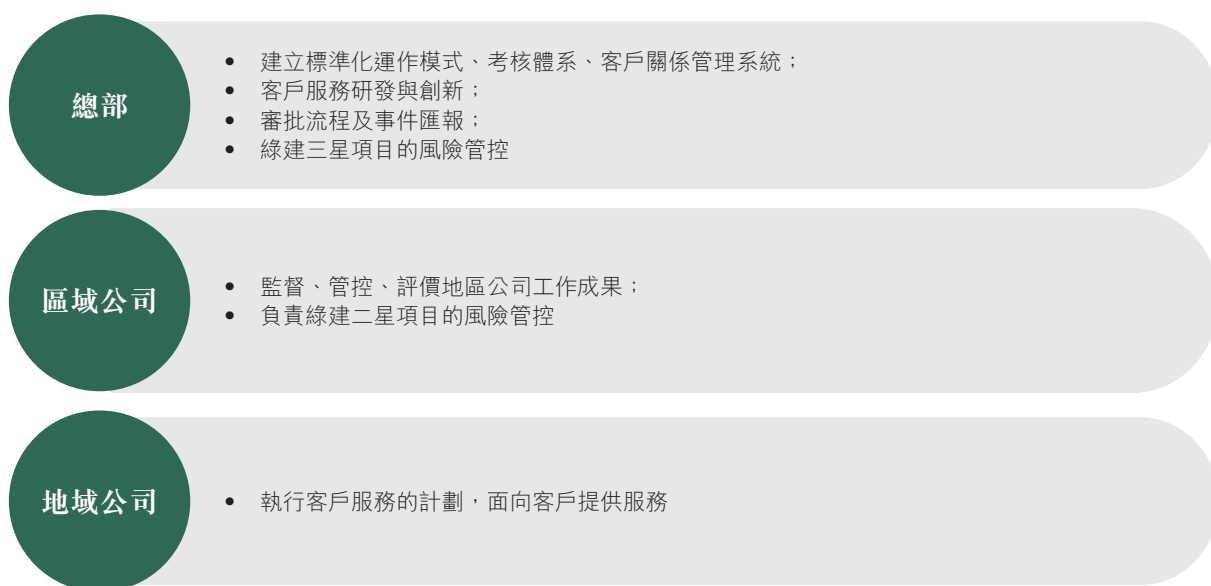 總部
• 建立標準化運作模式、考核體系、客戶關係管理系統；
• 客戶服務研發與創新；
• 審批流程及事件匯報；
• 綠建三星項目的風險管控
區域公司
• 監督、管控、評價地區公司工作成果；
• 負責綠建二星項目的風險管控
地域公司
• 執行客戶服務的計劃，面向客戶提供服務